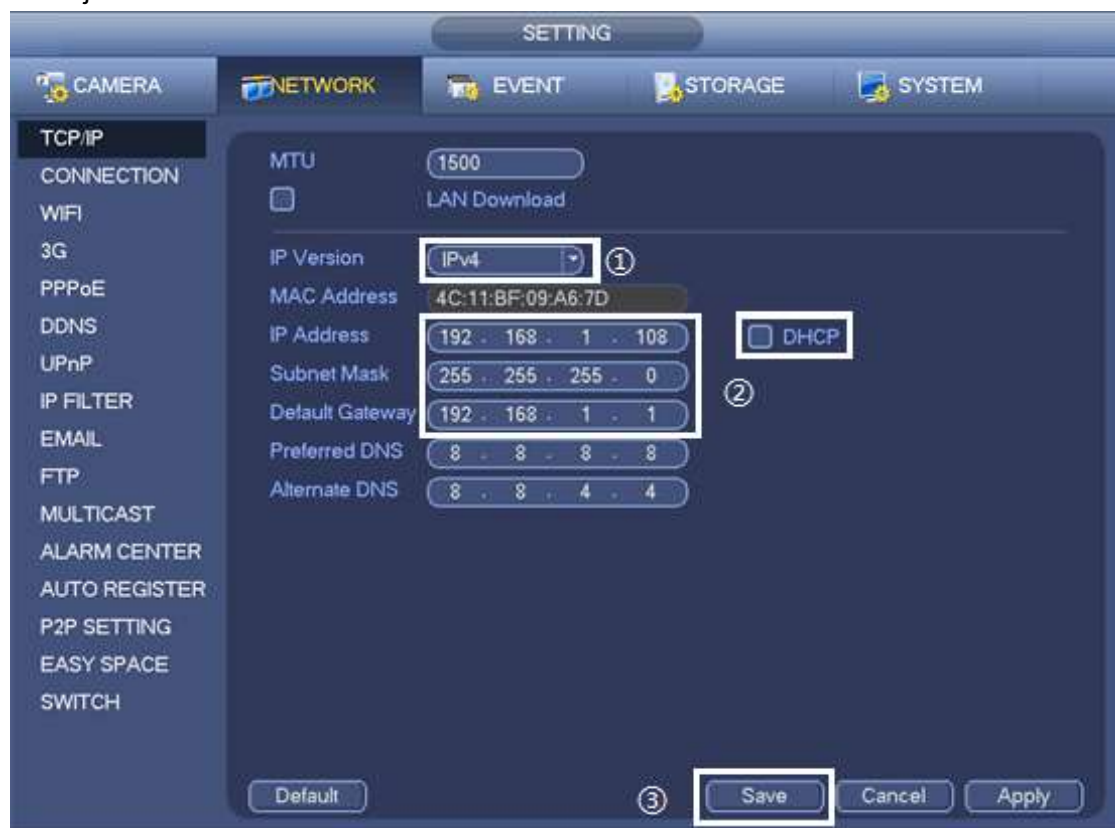 SETTING
CAMERA NETWORK EVENT STORAGE SYSTEM
TCP/IP
CONNECTION
WIFI
3G
PPPoE
DDNS
UPnP
IP FILTER
EMAIL
FTP
MULTICAST
ALARM CENTER
AUTO REGISTER
P2P SETTING
EASY SPACE
SWITCH
MTU 1500
LAN Download
IP Version IPv4 ①
MAC Address 4C:11:BF:09:A6:7D
IP Address 192 . 168 . 1 . 108 DHCP
Subnet Mask 255 . 255 . 255 . 0 ②
Default Gateway 192 . 168 . 1 . 1
Preferred DNS 8 . 8 . 8 . 8
Alternate DNS 8 . 8 . 4 . 4
Default ③ Save Cancel Apply